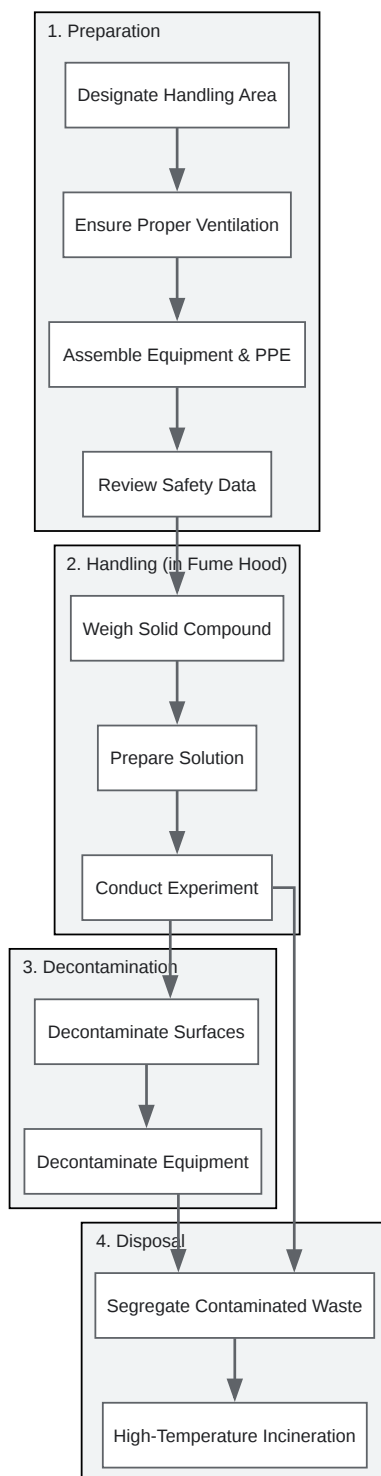 1. Preparation
Designate Handling Area
Ensure Proper Ventilation
Assemble Equipment & PPE
Review Safety Data
2. Handling (in Fume Hood)
Weigh Solid Compound
Prepare Solution
Conduct Experiment
3. Decontamination
Decontaminate Surfaces
Decontaminate Equipment
4. Disposal
Segregate Contaminated Waste
High-Temperature Incineration